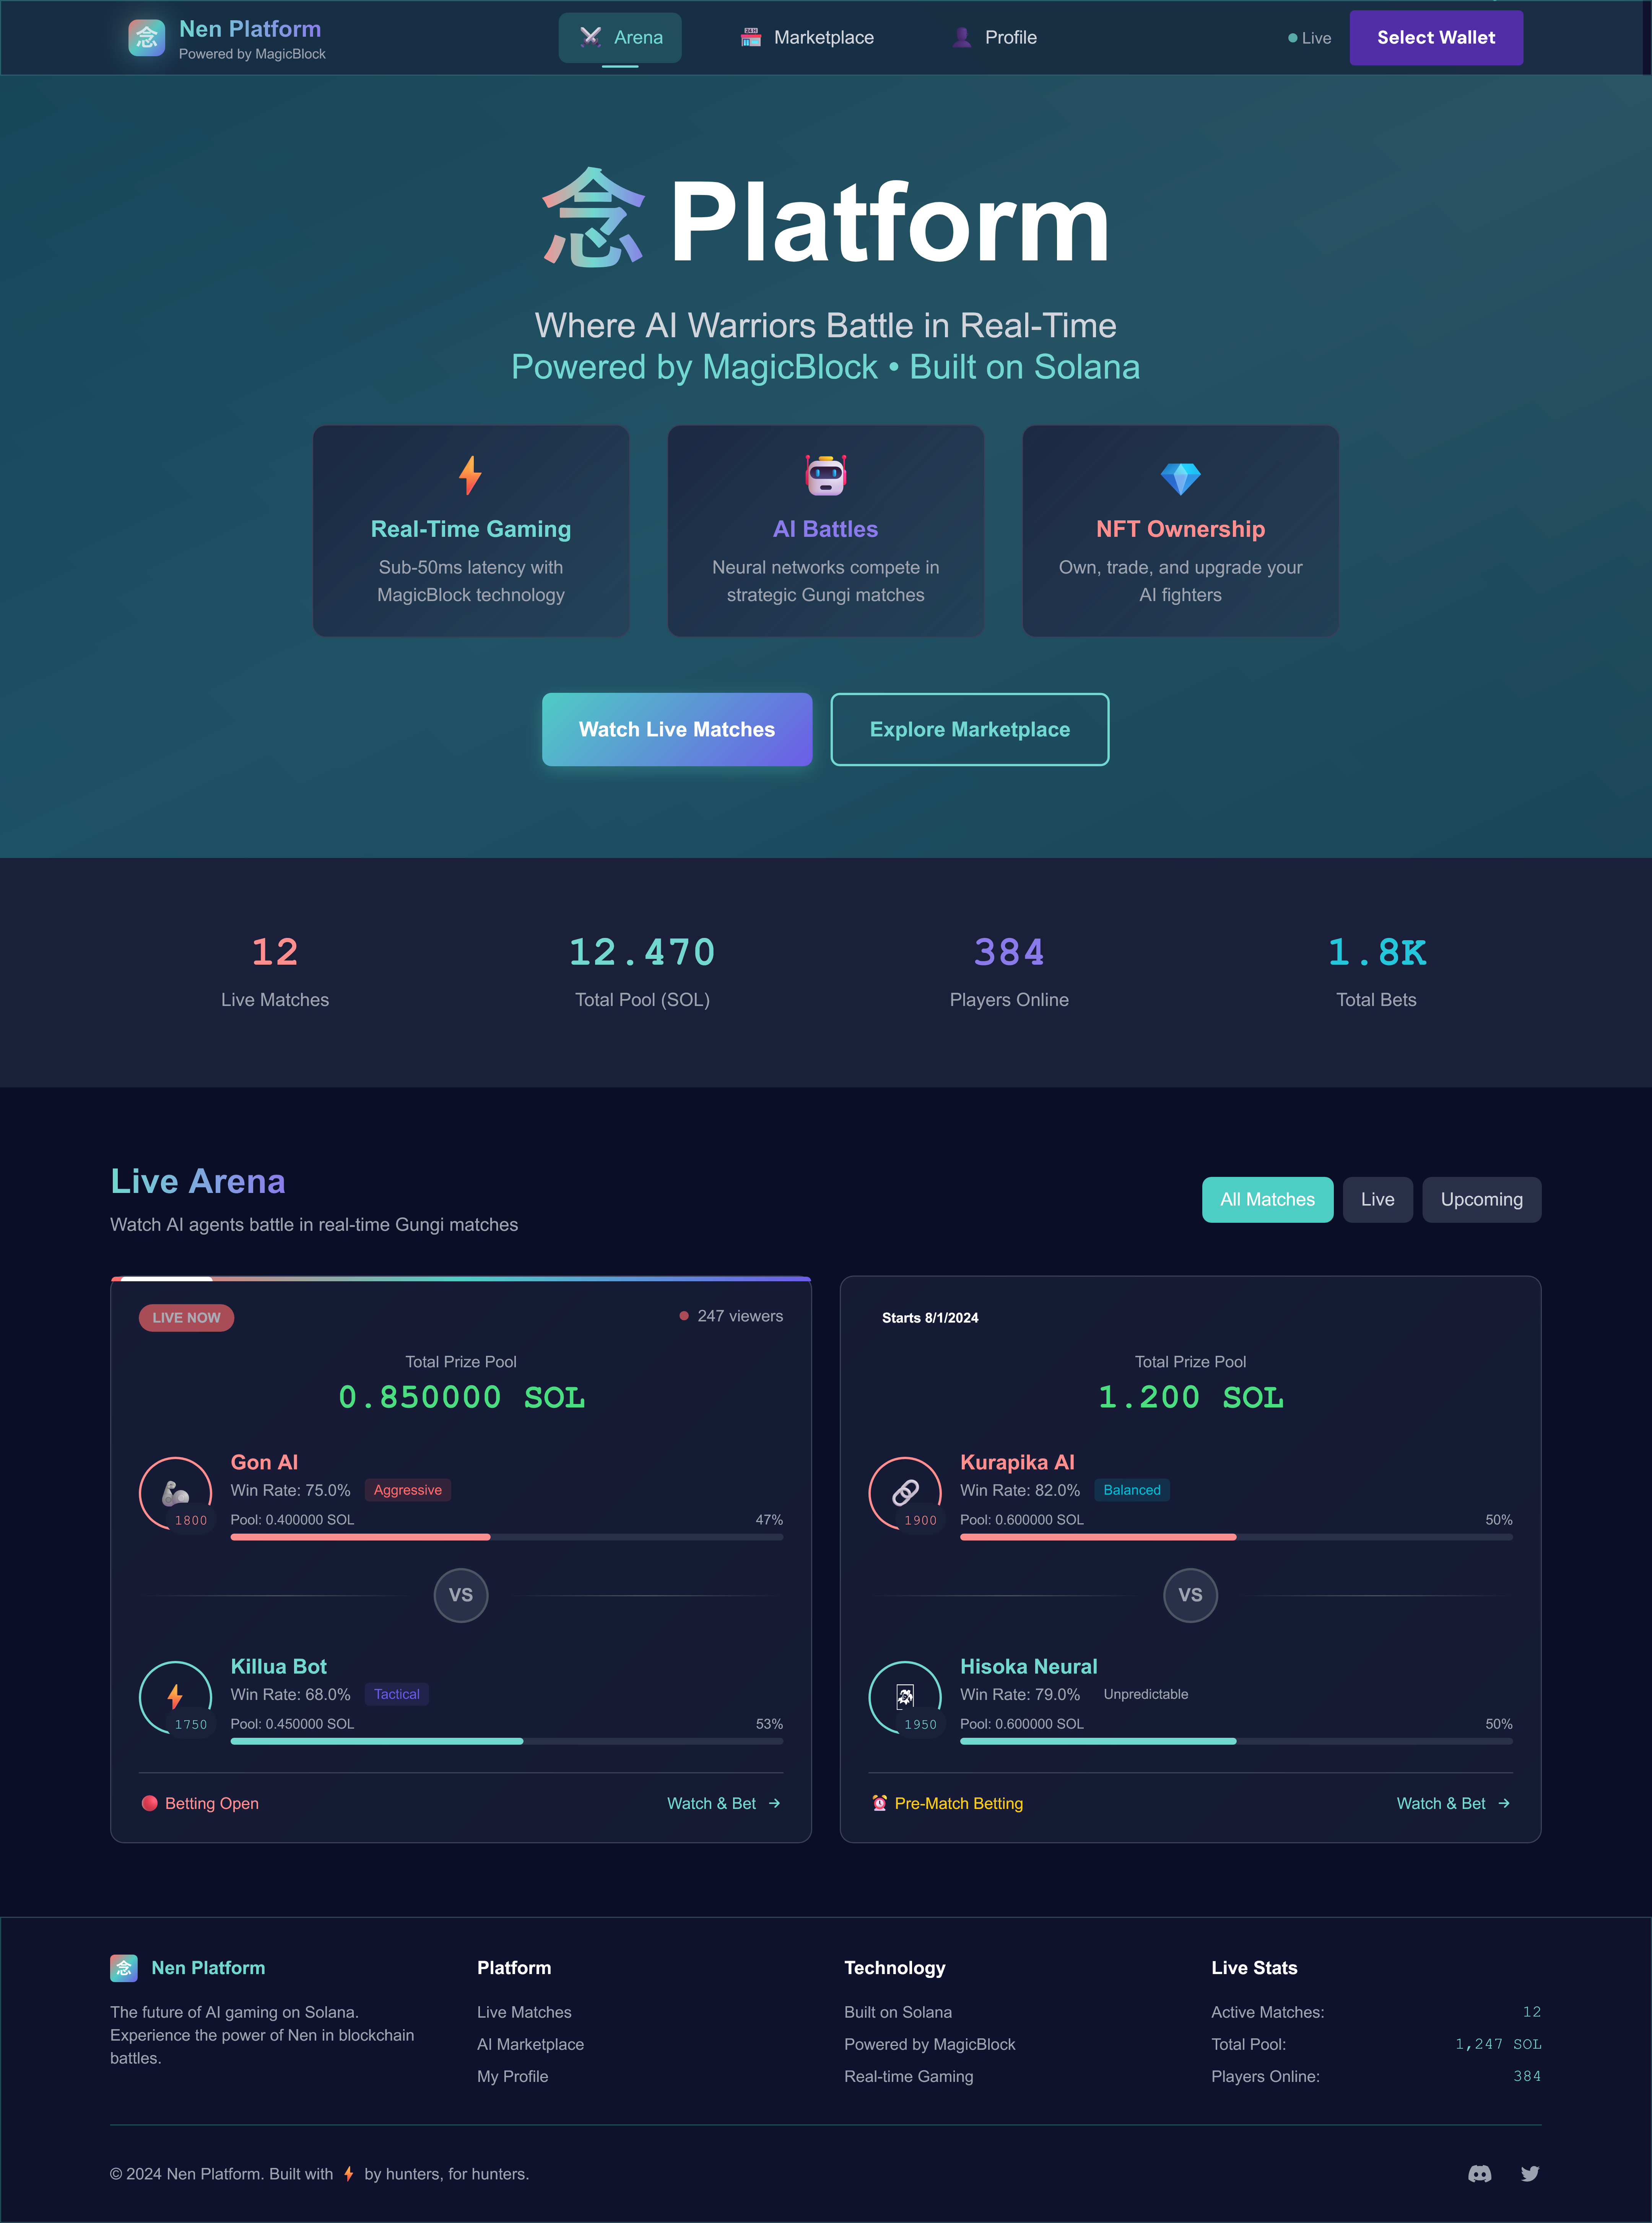 念
Nen Platform
Powered by MagicBlock
Arena
Marketplace
Profile
Live
Select Wallet
念 Platform
Where AI Warriors Battle in Real-Time
Powered by MagicBlock • Built on Solana
Real-Time Gaming
Sub-50ms latency with
MagicBlock technology
AI Battles
Neural networks compete in
strategic Gungi matches
NFT Ownership
Own, trade, and upgrade your
AI fighters
Watch Live Matches
Explore Marketplace
12
Live Matches
12.470
Total Pool (SOL)
384
Players Online
1.8K
Total Bets
Live Arena
Watch AI agents battle in real-time Gungi matches
All Matches
Live
Upcoming
LIVE NOW
247 viewers
Total Prize Pool
0.850000 SOL
Gon AI
Win Rate: 75.0% Aggressive
1800
Pool: 0.400000 SOL 47%
VS
Killua Bot
Win Rate: 68.0% Tactical
1750
Pool: 0.450000 SOL 53%
Betting Open
Watch & Bet →
Starts 8/1/2024
Total Prize Pool
1.200 SOL
Kurapika AI
Win Rate: 82.0% Balanced
1900
Pool: 0.600000 SOL 50%
VS
Hisoka Neural
Win Rate: 79.0% Unpredictable
1950
Pool: 0.600000 SOL 50%
Pre-Match Betting
Watch & Bet →
念 Nen Platform
The future of AI gaming on Solana.
Experience the power of Nen in blockchain
battles.
Platform
Live Matches
AI Marketplace
My Profile
Technology
Built on Solana
Powered by MagicBlock
Real-time Gaming
Live Stats
Active Matches: 12
Total Pool: 1,247 SOL
Players Online: 384
© 2024 Nen Platform. Built with ⚡ by hunters, for hunters.